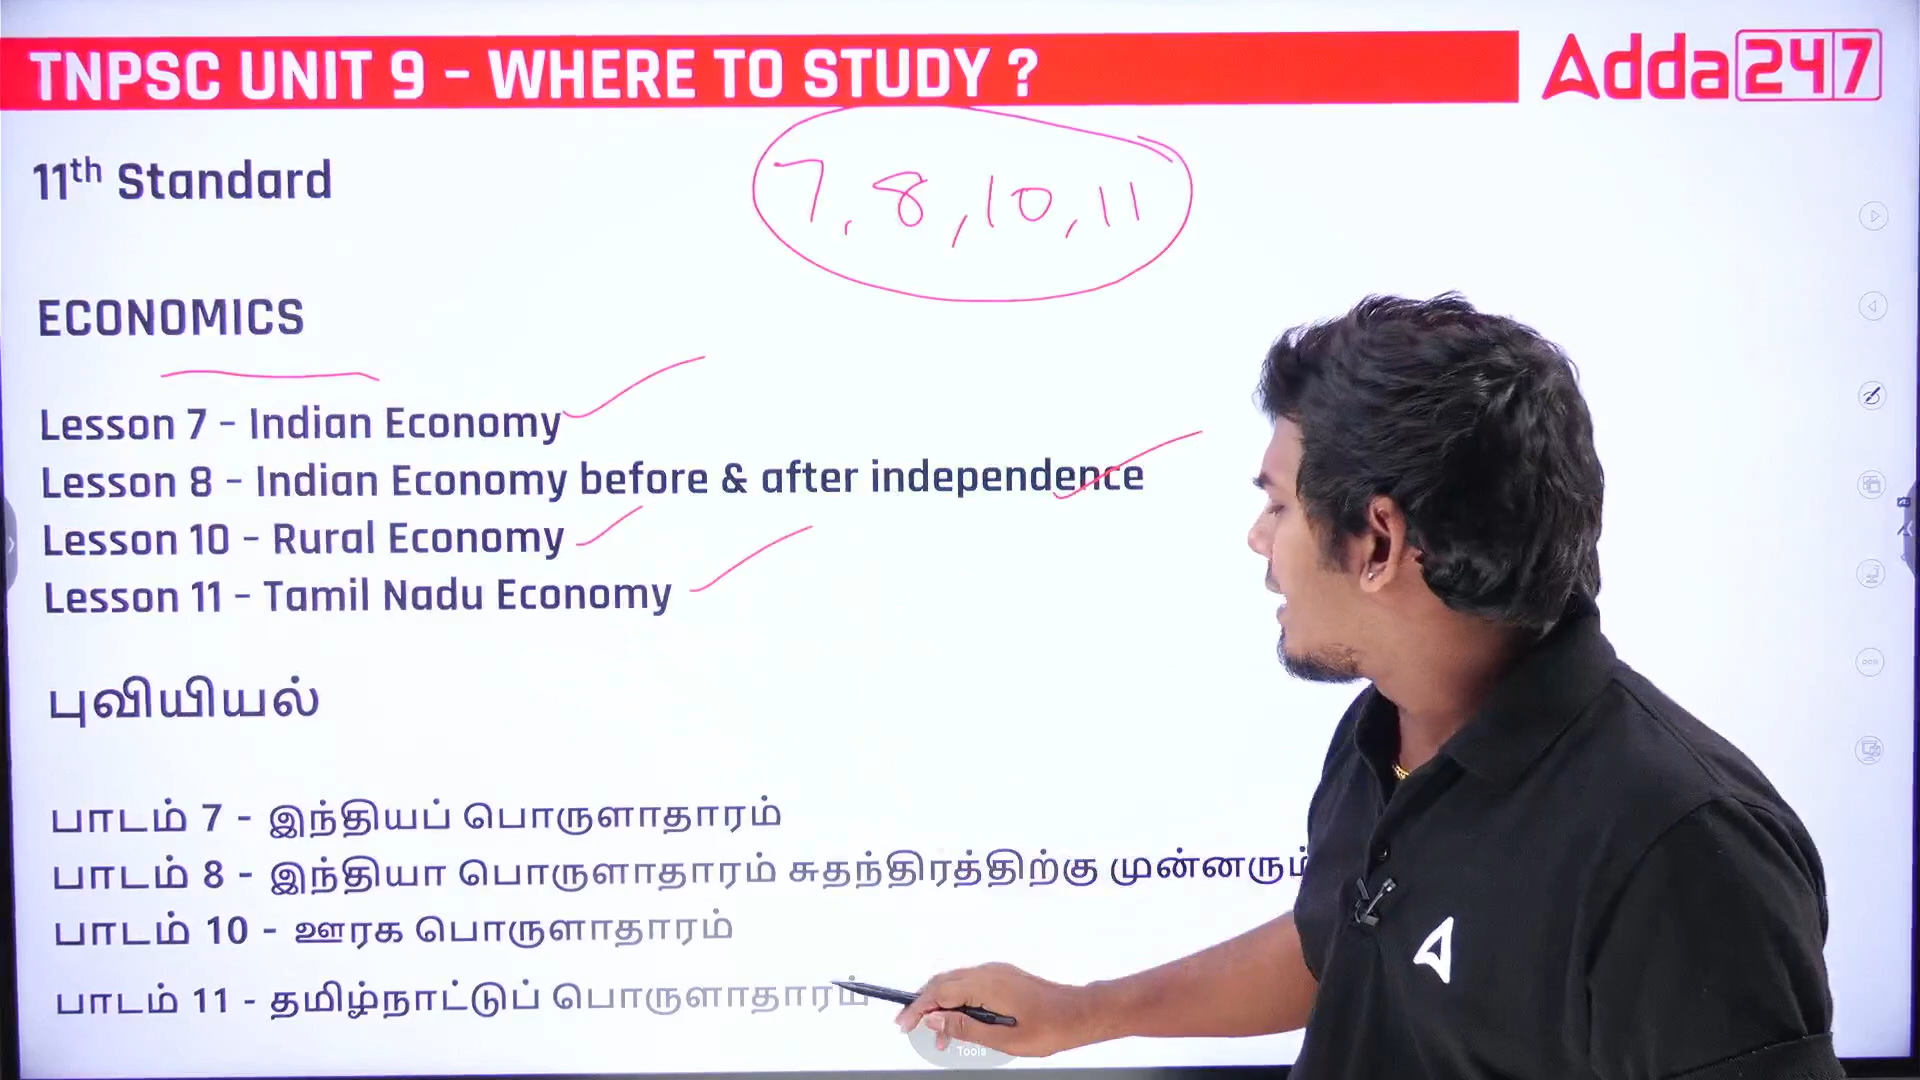 TNPSC UNIT 9 - WHERE TO STUDY ?
Adda247
11th Standard
7, 8, 10, 11
ECONOMICS
Lesson 7 - Indian Economy
Lesson 8 - Indian Economy before & after independence
Lesson 10 - Rural Economy
Lesson 11 - Tamil Nadu Economy
புவியியல்
பாடம் 7 - இந்தியப் பொருளாதாரம்
பாடம் 8 - இந்தியா பொருளாதாரம் சுதந்திரத்திற்கு முன்னரும்
பாடம் 10 - ஊரக பொருளாதாரம்
பாடம் 11 - தமிழ்நாட்டுப் பொருளாதாரம்
Tools